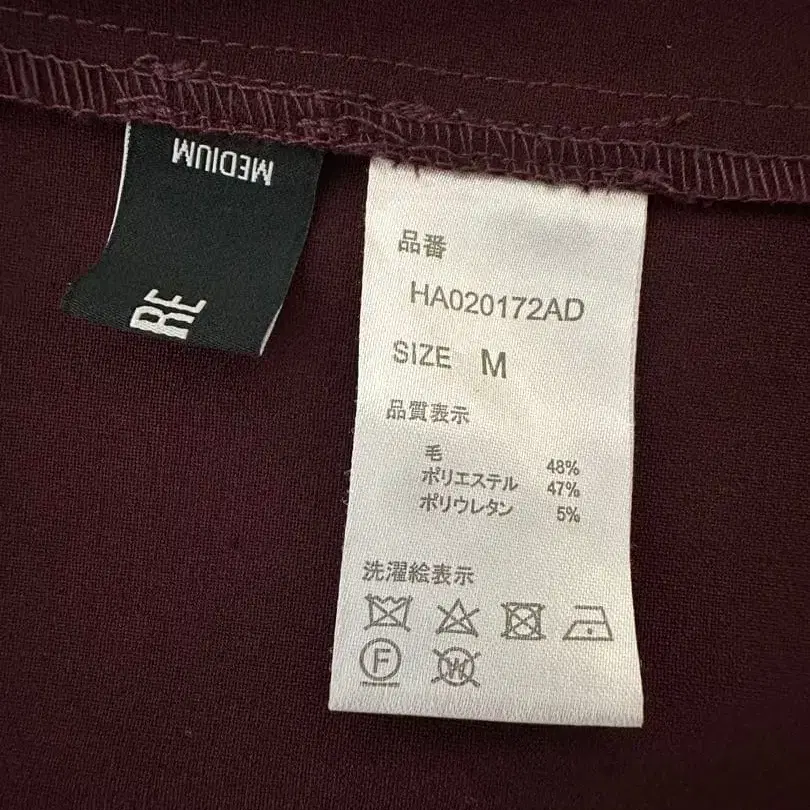 MEDIUM
RE
品番
HA020172AD
SIZE M
品質表示
毛 48%
ポリエステル 47%
ポリウレタン 5%
洗濯絵表示
F W